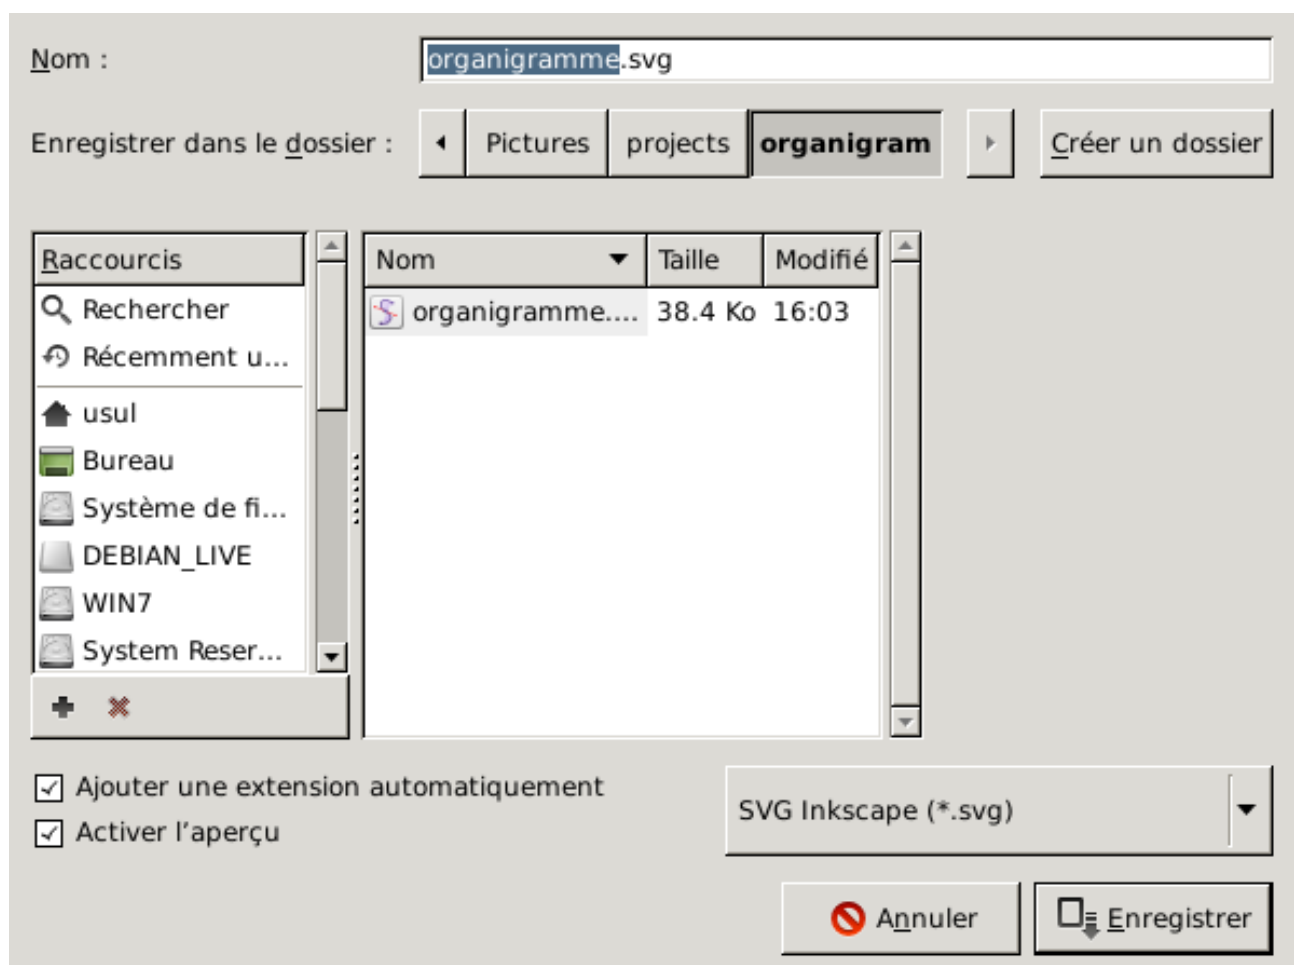 Nom :
organigramme.svg
Enregistrer dans le dossier :
Pictures
projects
organigram
Créer un dossier
Raccourcis
Rechercher
Récemment u...
usul
Bureau
Système de fi...
DEBIAN_LIVE
WIN7
System Reser...
Nom
Taille
Modifié
organigramme....
38.4 Ko
16:03
Ajouter une extension automatiquement
Activer l’aperçu
SVG Inkscape (*.svg)
Annuler
Enregistrer